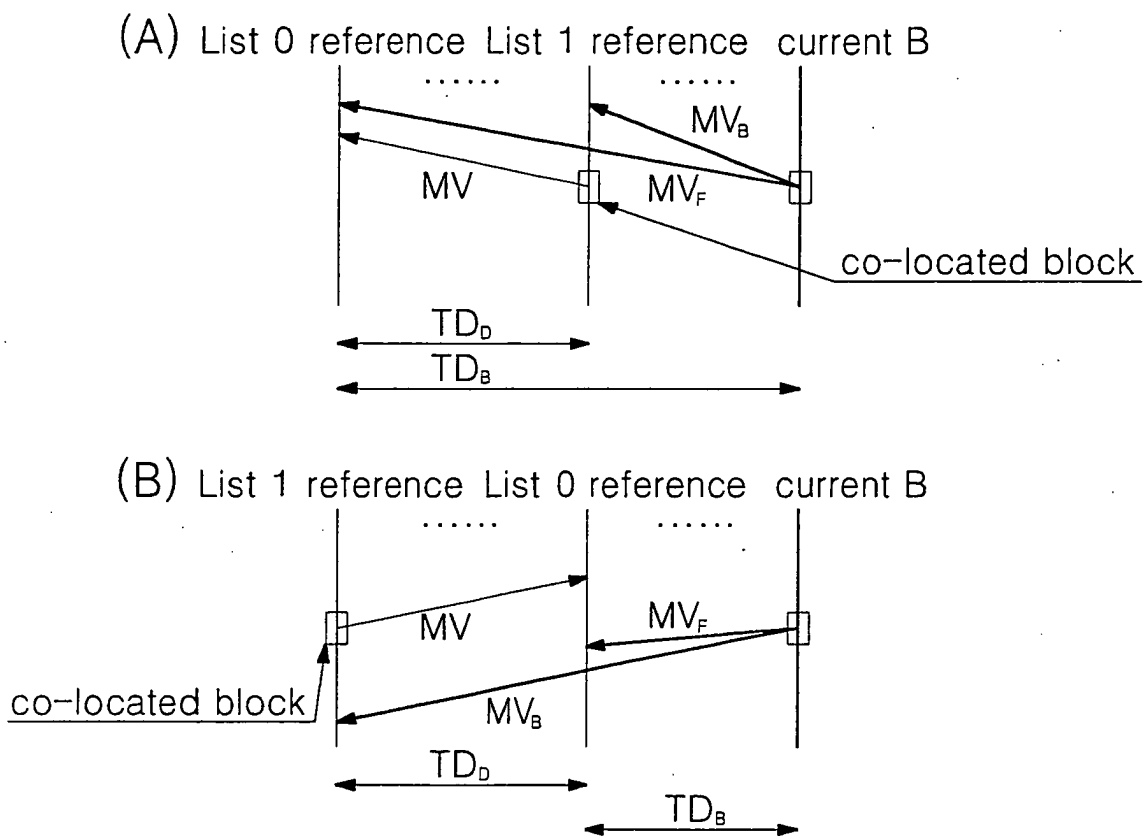 (A) List 0 reference List 1 reference current B
...... ......
MV_B
MV MV_F
co-located block
TD_D
TD_B
(B) List 1 reference List 0 reference current B
...... ......
MV MV_F
co-located block
MV_B
TD_D
TD_B